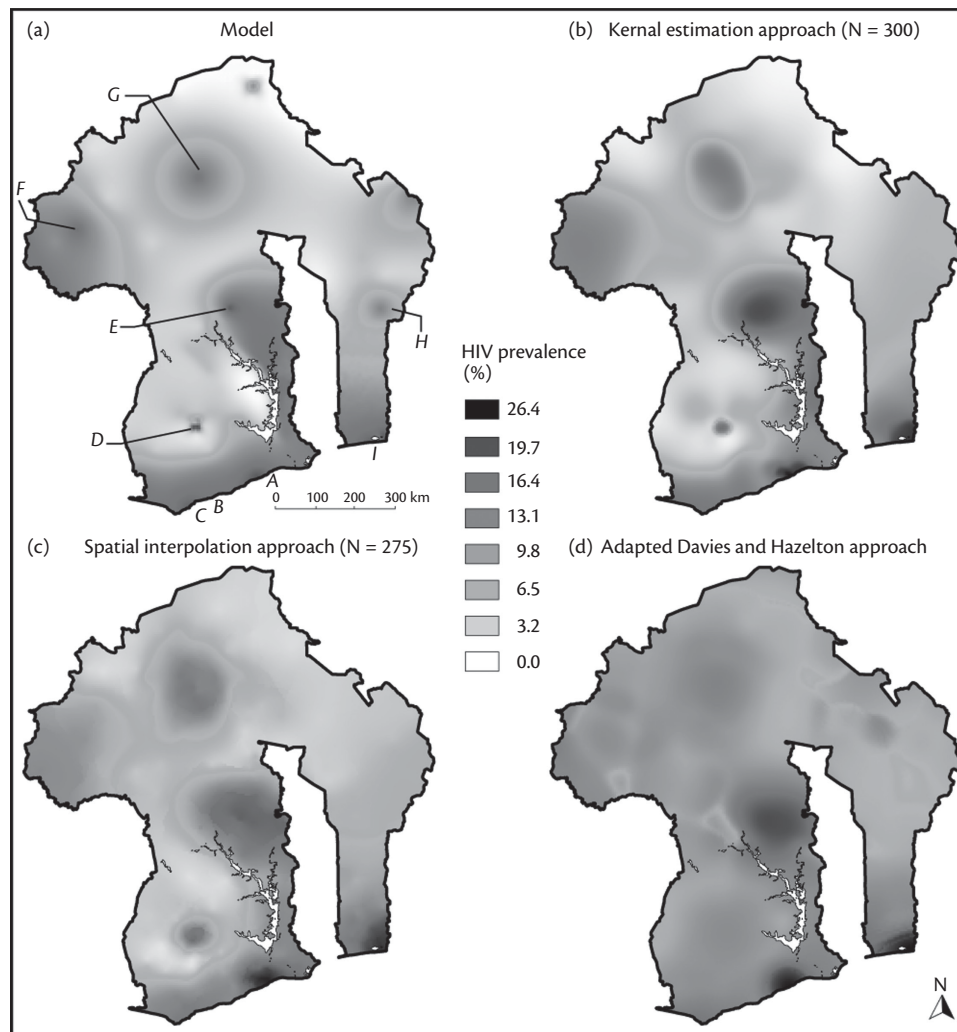 (a) Model
(b) Kernal estimation approach (N = 300)
G
F
E
H
D
I
A
B
C
0 100 200 300 km
HIV prevalence
(%)
26.4
19.7
16.4
13.1
9.8
6.5
3.2
0.0
(c) Spatial interpolation approach (N = 275)
(d) Adapted Davies and Hazelton approach
N